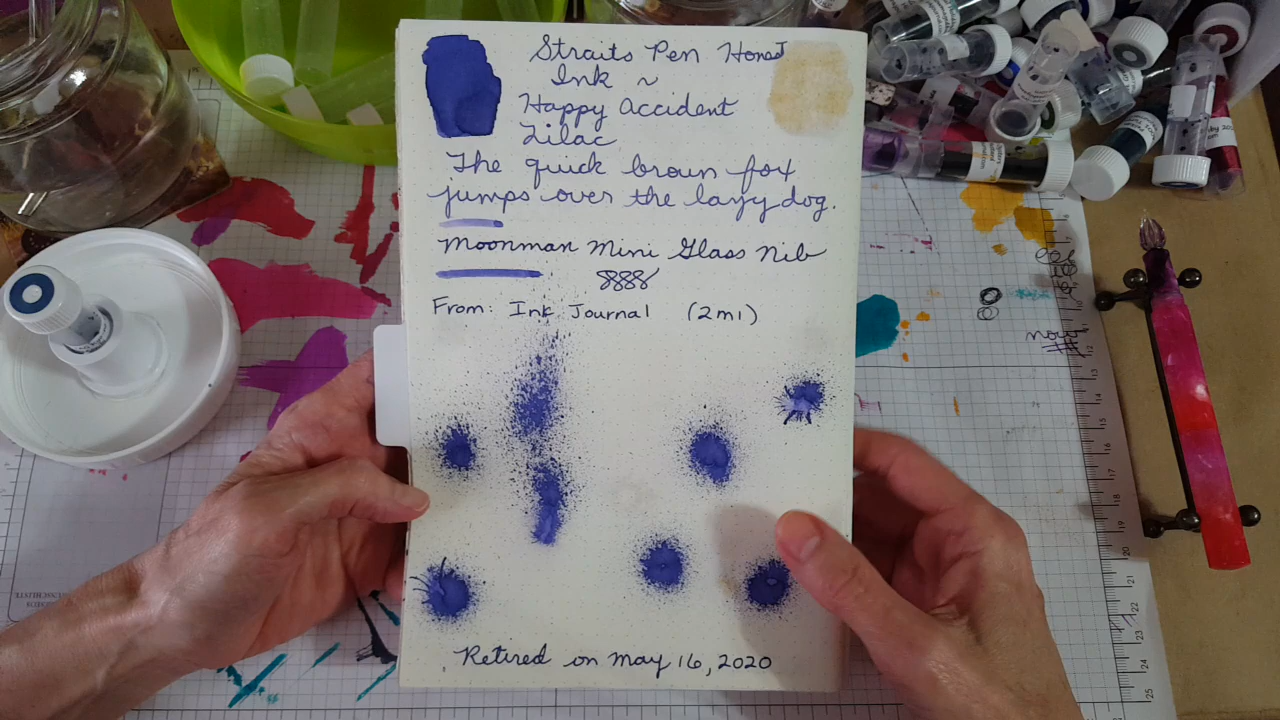 Straits Pen Honest
Ink ~
Happy Accident
Lilac
The quick brown fox
jumps over the lazy dog.
Moonman Mini Glass Nib
8888
From: Ink Journal (2ml)
Retired on May 16, 2020